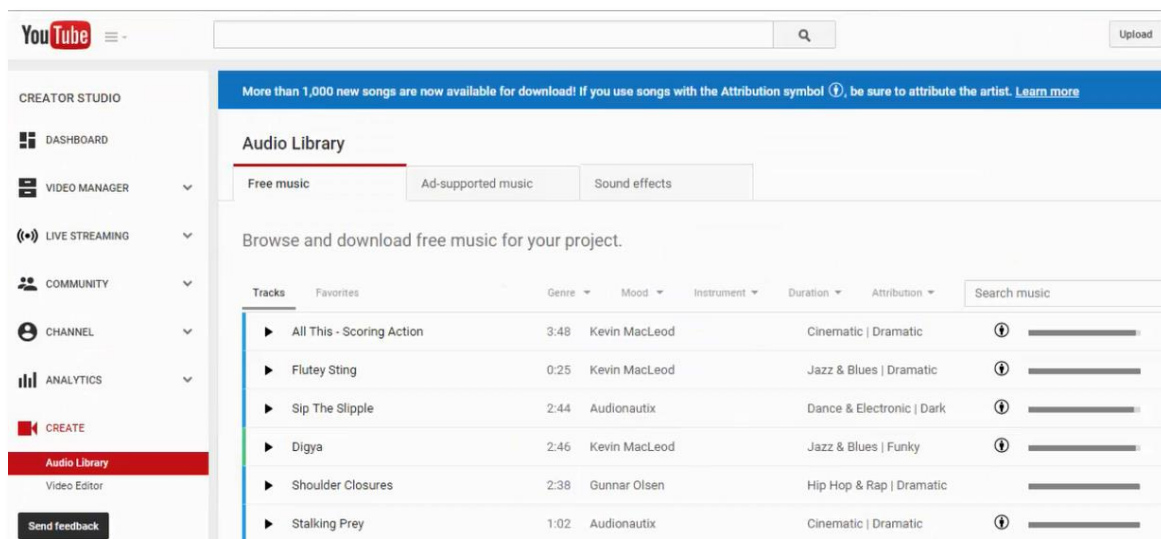 YouTube
Upload
CREATOR STUDIO
DASHBOARD
VIDEO MANAGER
LIVE STREAMING
COMMUNITY
CHANNEL
ANALYTICS
CREATE
Audio Library
Video Editor
Send feedback
More than 1,000 new songs are now available for download! If you use songs with the Attribution symbol , be sure to attribute the artist. Learn more
Audio Library
Free music Ad-supported music Sound effects
Browse and download free music for your project.
Tracks Favorites Genre Mood Instrument Duration Attribution Search music
All This - Scoring Action 3:48 Kevin MacLeod Cinematic | Dramatic
Flutey Sting 0:25 Kevin MacLeod Jazz & Blues | Dramatic
Sip The Slipple 2:44 Audionautix Dance & Electronic | Dark
Digya 2:46 Kevin MacLeod Jazz & Blues | Funky
Shoulder Closures 2:38 Gunnar Olsen Hip Hop & Rap | Dramatic
Stalking Prey 1:02 Audionautix Cinematic | Dramatic